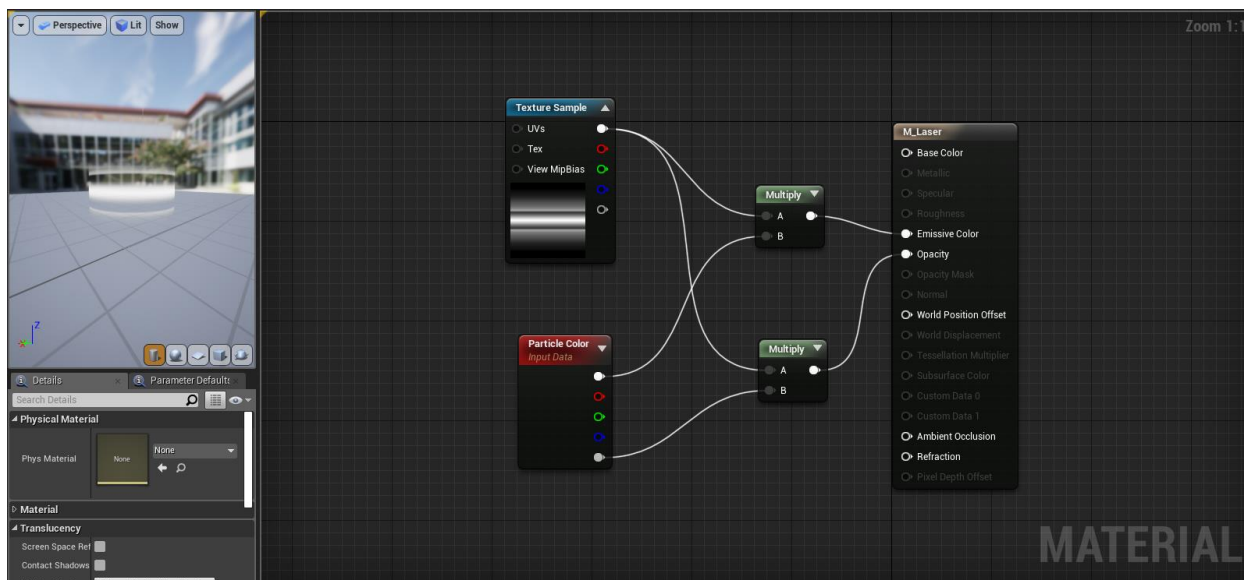 Perspective Lit Show
Zoom 1:1
Texture Sample
UVs
Tex
View MipBias
Particle Color
Input Data
Multiply
A
B
Multiply
A
B
M_Laser
Base Color
Metallic
Specular
Roughness
Emissive Color
Opacity
Opacity Mask
Normal
World Position Offset
World Displacement
Tessellation Multiplier
Subsurface Color
Custom Data 0
Custom Data 1
Ambient Occlusion
Refraction
Pixel Depth Offset
MATERIAL
Z
Details Parameter Defaults
Search Details
Physical Material
Phys Material None None
Material
Translucency
Screen Space Ref
Contact Shadows